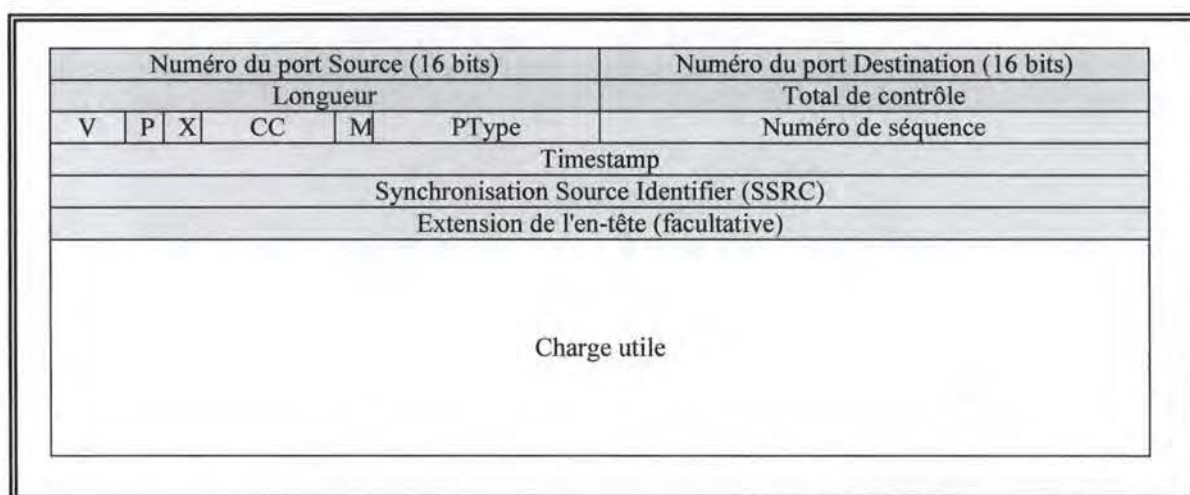 Numéro du port Source (16 bits) Numéro du port Destination (16 bits)
Longueur Total de contrôle
V P X CC M PType Numéro de séquence
Timestamp
Synchronisation Source Identifier (SSRC)
Extension de l'en-tête (facultative)
Charge utile